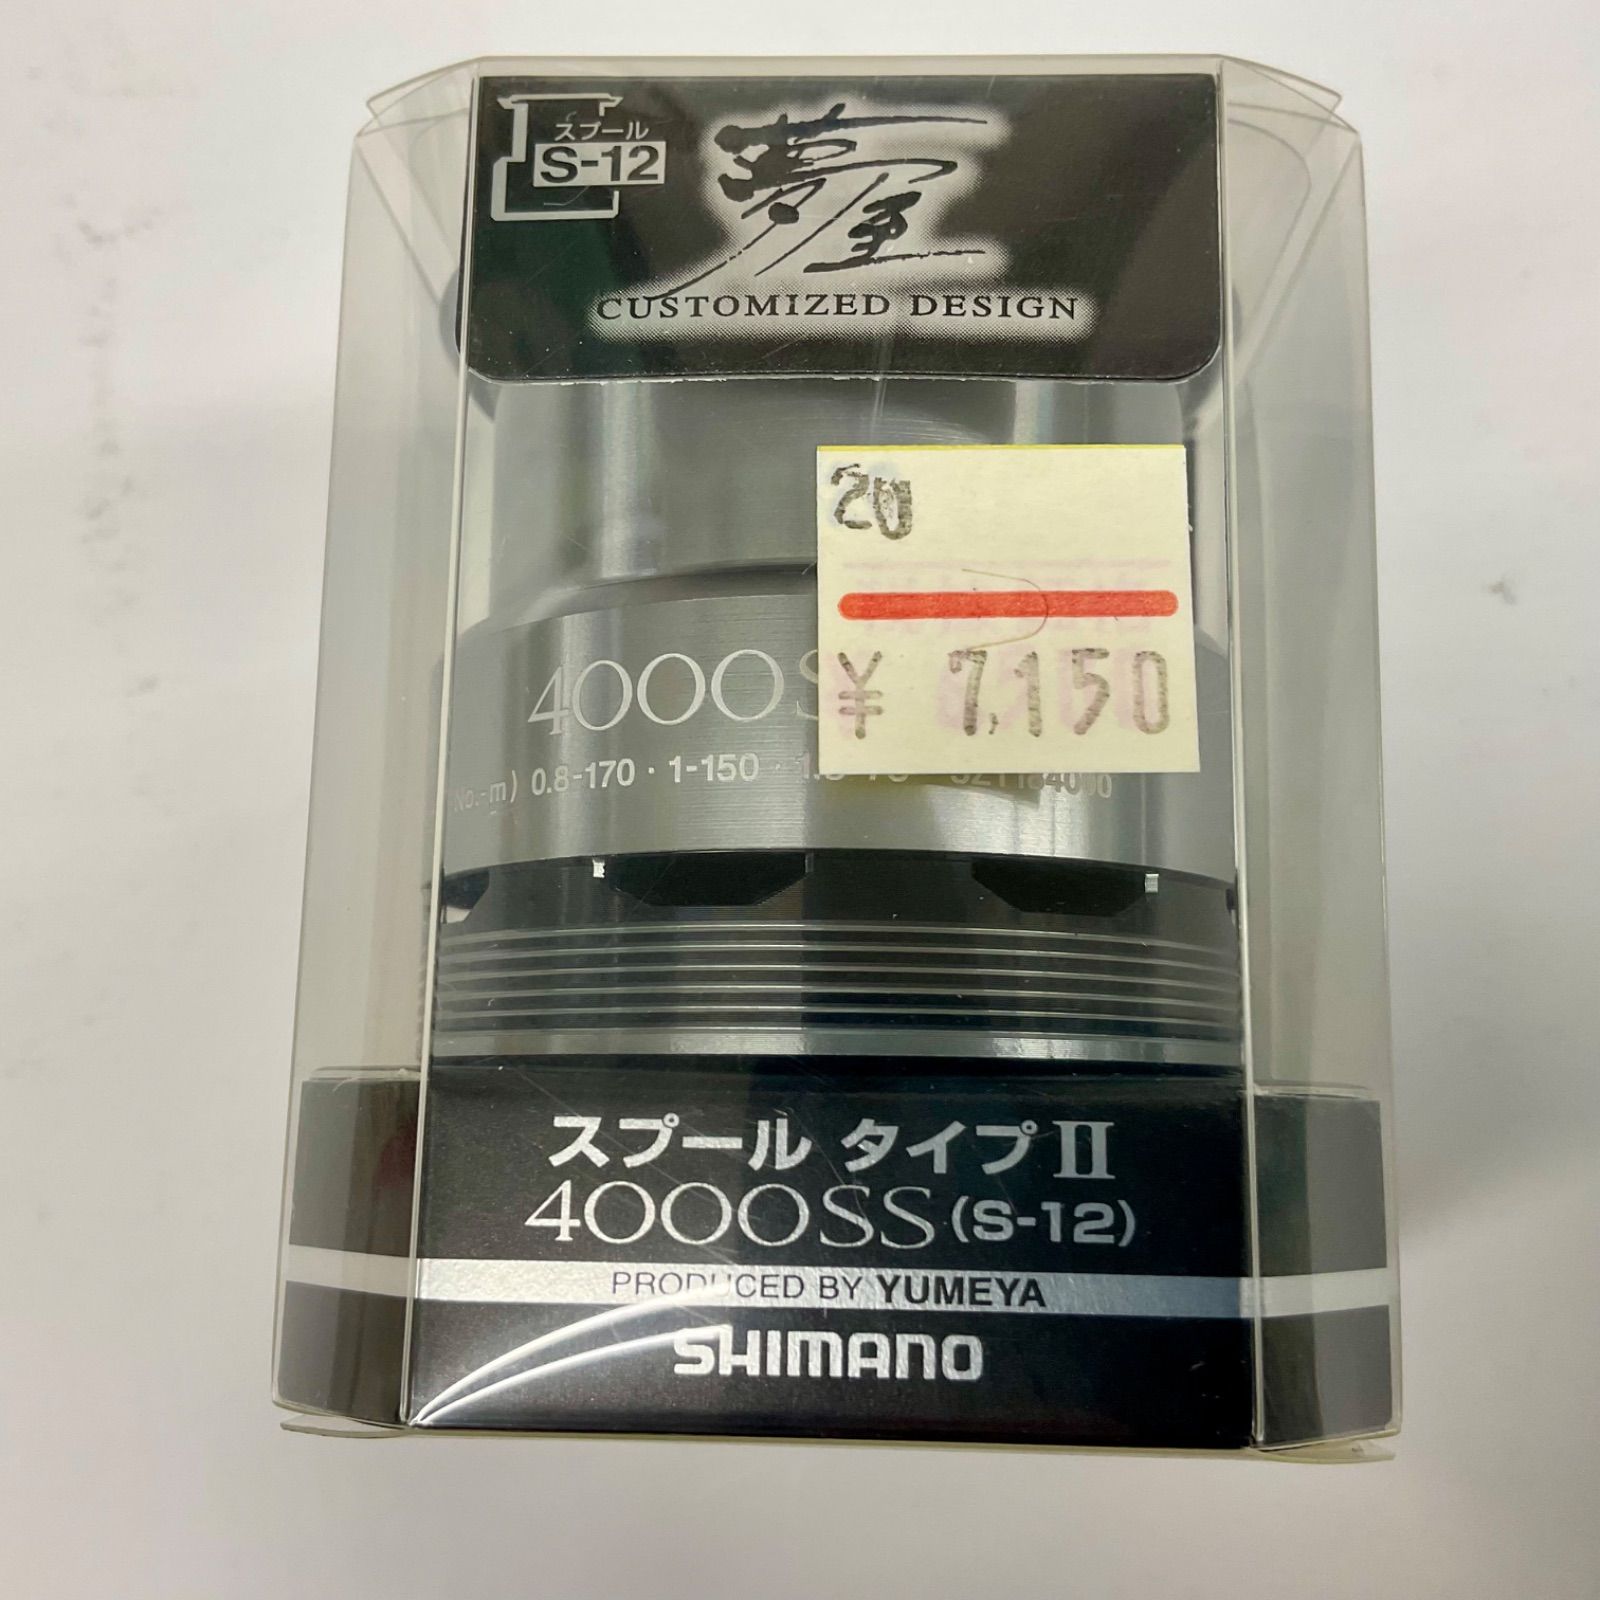 スプール
S-12
夢屋
CUSTOMIZED DESIGN
20
¥ 7,150
4000S
No.-m) 0.8-170・1-150
スプール タイプII
4000SS(S-12)
PRODUCED BY YUMEYA
SHIMANO